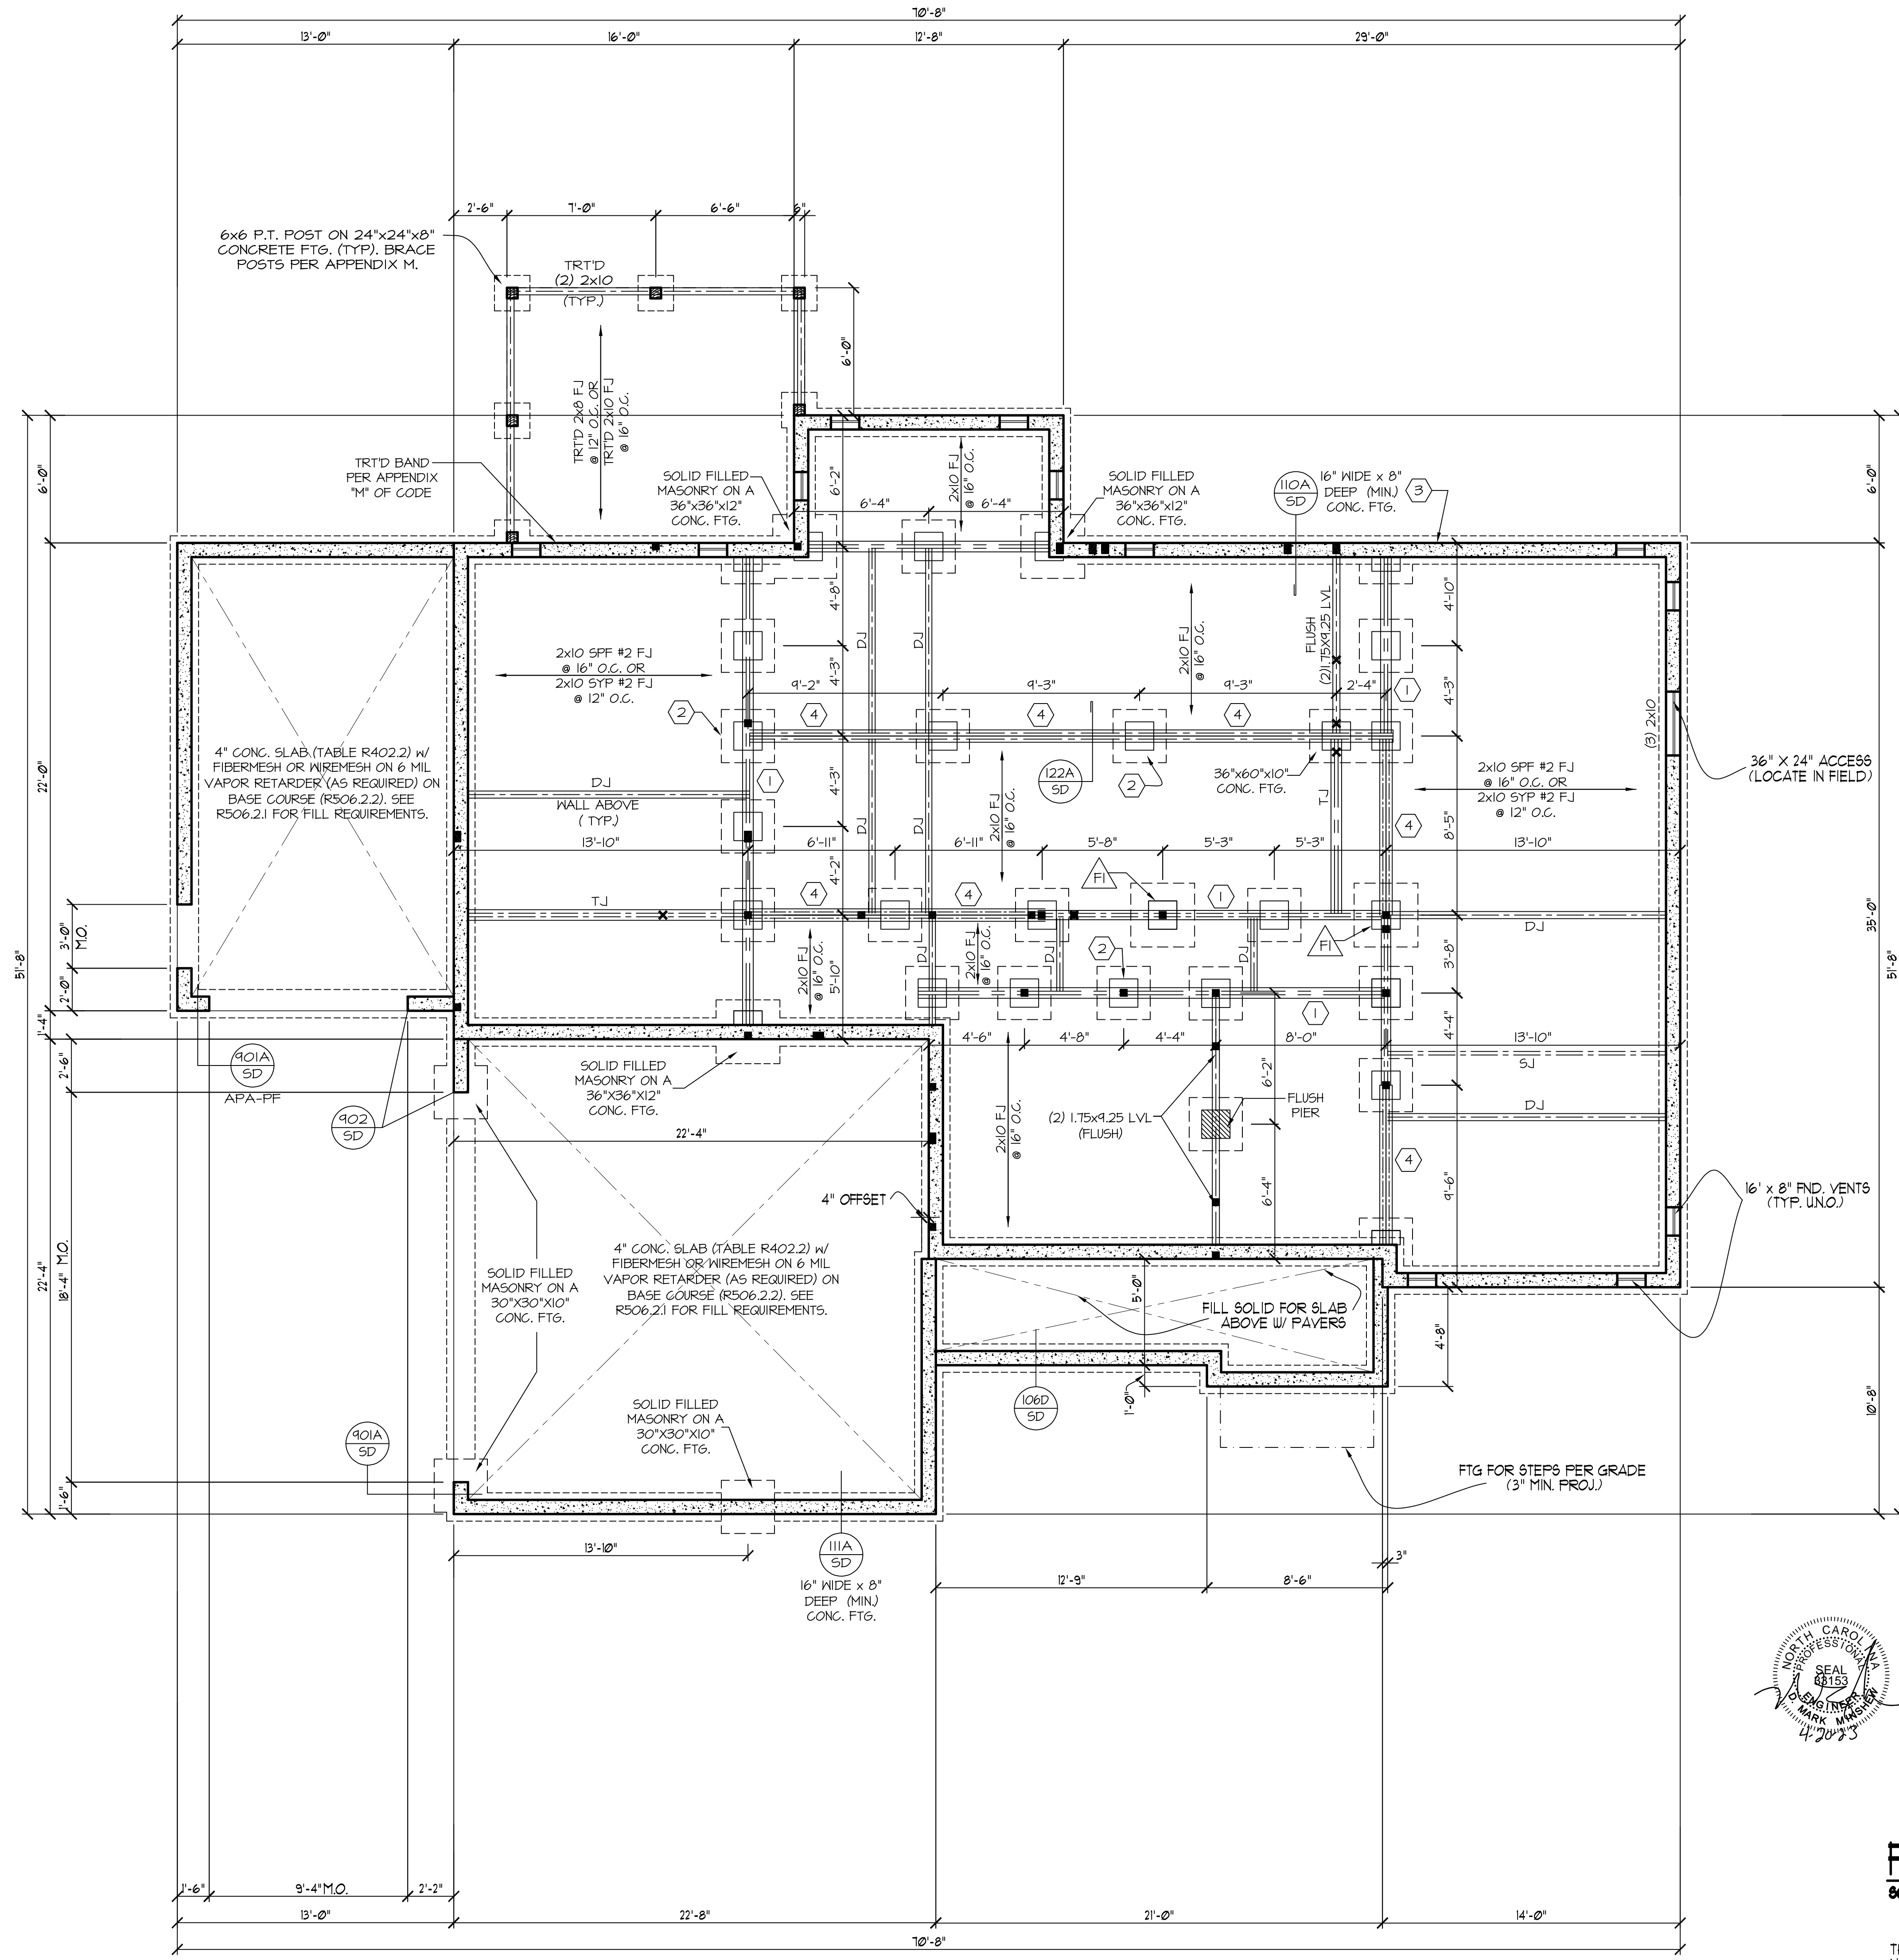 70'-8"
13'-0"
16'-0"
12'-8"
29'-0"
2'-6"
7'-0"
6'-6"
6"
6x6 P.T. POST ON 24"x24"x8"
CONCRETE FTG. (TYP). BRACE
POSTS PER APPENDIX M.
TRT'D
(2) 2x10
(TYP.)
6'-0"
TRT'D 2x8 FJ
@ 12" O.C. OR
TRT'D 2x10 FJ
@ 16" O.C.
TRT'D BAND
PER APPENDIX
"M" OF CODE
SOLID FILLED
MASONRY ON A
36"x36"x12"
CONC. FTG.
6'-2"
2x10 FJ
@ 16" O.C.
6'-4"
6'-4"
SOLID FILLED
MASONRY ON A
36"x36"x12"
CONC. FTG.
110A
SD
16" WIDE x 8"
DEEP (MIN.)
CONC. FTG.
3
6'-0"
6'-0"
51'-8"
22'-0"
35'-0"
51'-8"
4'-8"
DJ
DJ
2x10 FJ
@ 16" O.C.
FLUSH
(2)1.75x9.25 LVL
4'-10"
2x10 SPF #2 FJ
@ 16" O.C. OR
2x10 SYP #2 FJ
@ 12" O.C.
4'-3"
9'-2"
9'-3"
9'-3"
2'-4"
1
4'-3"
2
4
4
4
(3) 2x10
4" CONC. SLAB (TABLE R402.2) W/
FIBERMESH OR WIREMESH ON 6 MIL
VAPOR RETARDER (AS REQUIRED) ON
BASE COURSE (R506.2.2). SEE
R506.2.1 FOR FILL REQUIREMENTS.
36" X 24" ACCESS
(LOCATE IN FIELD)
DJ
WALL ABOVE
( TYP.)
1
4'-3"
DJ
DJ
2x10 FJ
@ 16" O.C.
122A
SD
2
36"x60"x10"
CONC. FTG.
TJ
4
8'-5"
2x10 SPF #2 FJ
@ 16" O.C. OR
2x10 SYP #2 FJ
@ 12" O.C.
13'-10"
6'-11"
6'-11"
5'-8"
5'-3"
5'-3"
13'-10"
4'-2"
4
4
F1
1
TJ
F1
DJ
3'-0"
M.O.
2'-0"
1'-4"
2x10 FJ
@ 16" O.C.
5'-10"
DJ
2x10 FJ
@ 16" O.C.
DJ
2
DJ
3'-8"
1
4'-6"
4'-8"
4'-4"
8'-0"
4'-4"
13'-10"
SJ
DJ
2'-6"
901A
SD
APA-PF
902
SD
SOLID FILLED
MASONRY ON A
36"X36"X12"
CONC. FTG.
2x10 FJ
@ 16" O.C.
(2) 1.75x9.25 LVL
(FLUSH)
6'-2"
FLUSH
PIER
22'-4"
4
6'-4"
9'-6"
4" OFFSET
16' x 8" FND. VENTS
(TYP. U.N.O.)
22'-4"
18'-4" M.O.
SOLID FILLED
MASONRY ON A
30"X30"X10"
CONC. FTG.
4" CONC. SLAB (TABLE R402.2) W/
FIBERMESH OR WIREMESH ON 6 MIL
VAPOR RETARDER (AS REQUIRED) ON
BASE COURSE (R506.2.2). SEE
R506.2.1 FOR FILL REQUIREMENTS.
5'-0"
FILL SOLID FOR SLAB
ABOVE W/ PAVERS
4'-8"
10'-8"
1'-0"
106D
SD
SOLID FILLED
MASONRY ON A
30"X30"X10"
CONC. FTG.
901A
SD
1'-6"
FTG FOR STEPS PER GRADE
(3" MIN. PROJ.)
13'-10"
111A
SD
16" WIDE x 8"
DEEP (MIN.)
CONC. FTG.
3"
12'-9"
8'-6"
NORTH CAROLINA
PROFESSIONAL
SEAL
33153
ENGINEER
D. MARK MINSHEW
4-20-23
1'-6"
9'-4"M.O.
2'-2"
13'-0"
22'-8"
21'-0"
14'-0"
70'-8"